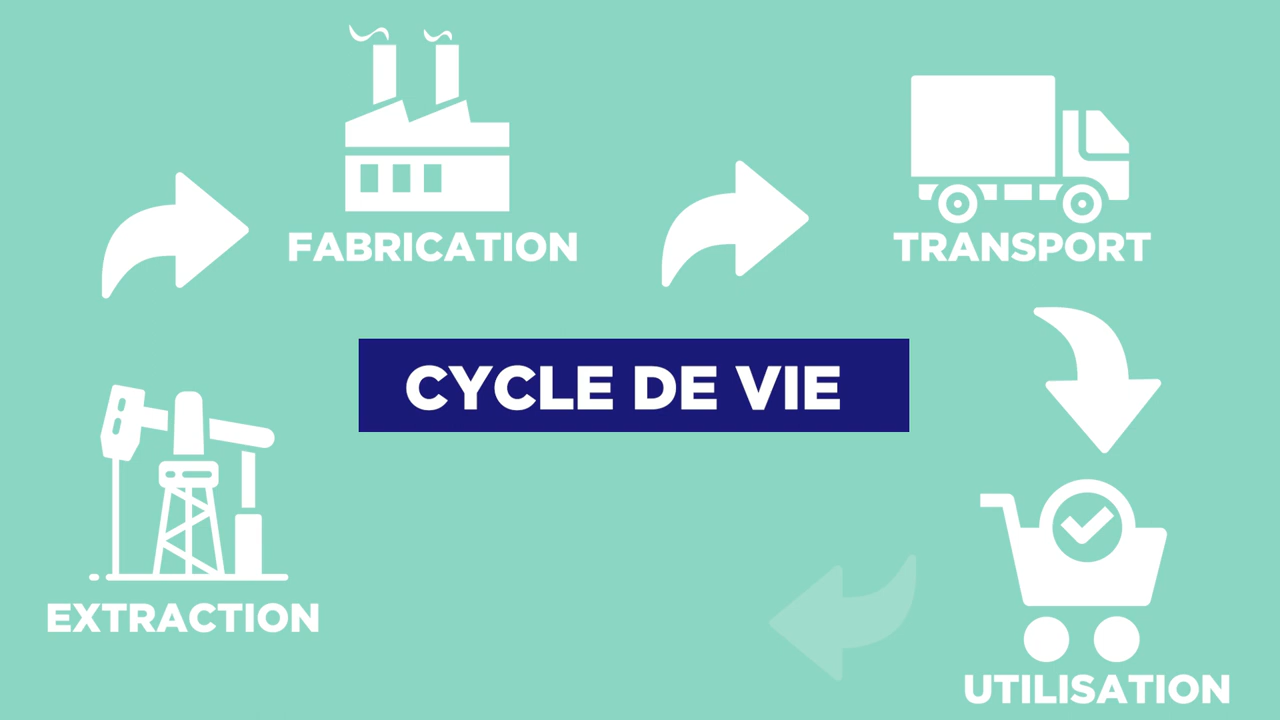 FABRICATION
TRANSPORT
CYCLE DE VIE
EXTRACTION
UTILISATION